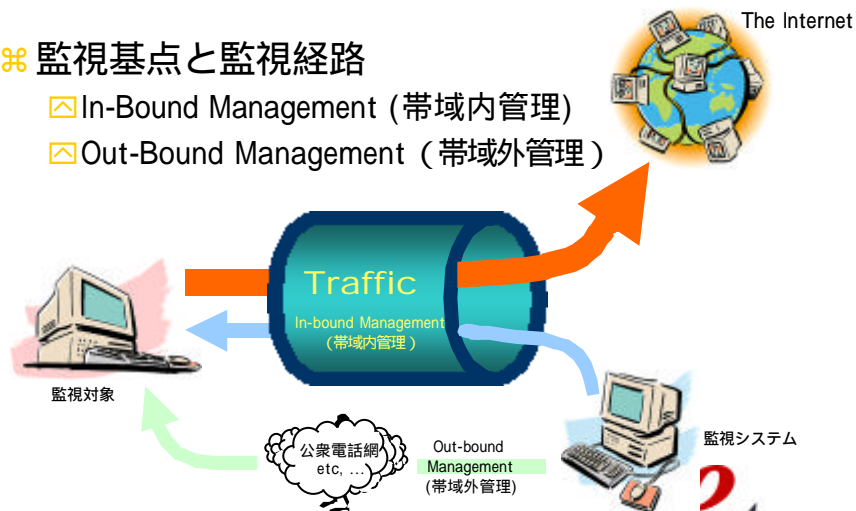 The Internet
監視基点と監視経路
In-Bound Management (帯域内管理)
Out-Bound Management（帯域外管理）
Traffic
In-bound Management
（帯域内管理）
監視対象
公衆電話網
etc, ...
Out-bound
Management
(帯域外管理)
監視システム